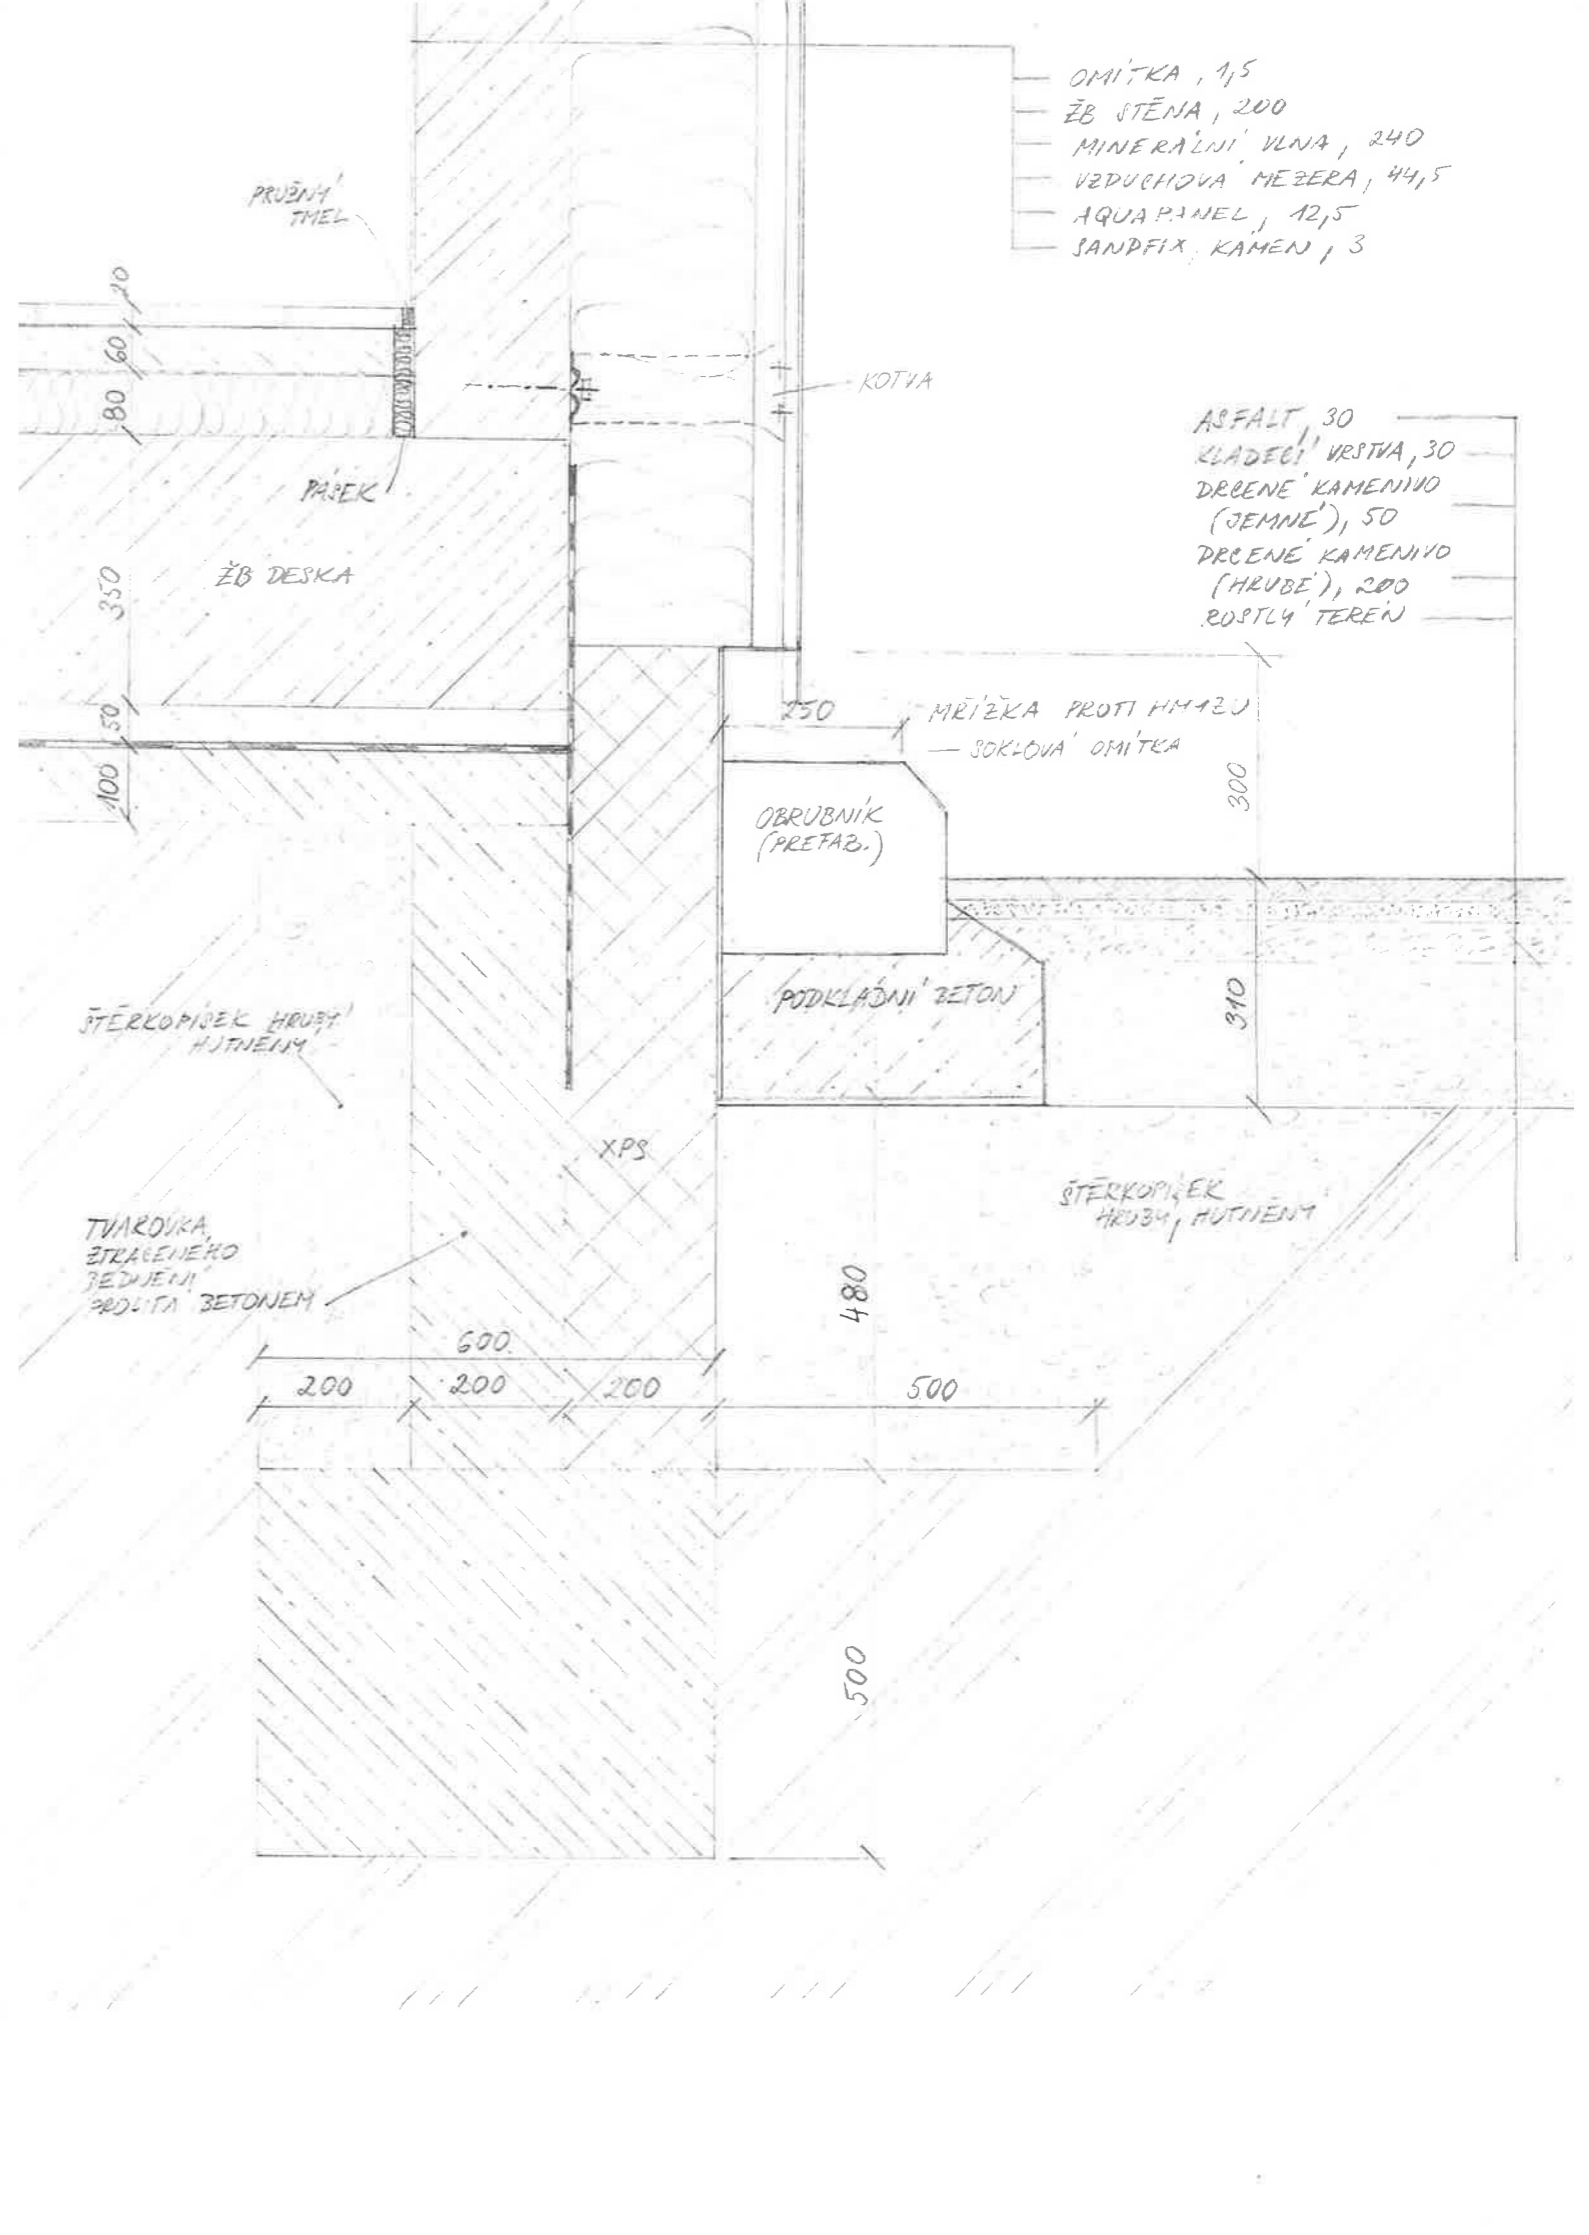 OMÍTKA, 1,5
ŽB STĚNA, 200
MINERÁLNÍ VLNA, 240
VZDUCHOVÁ MEZERA, 44,5
AQUAPANEL, 12,5
SANDFIX, KÁMEN, 3
PRUŽNÝ
TMEL
20
60
80
KOTVA
PÁSEK
ŽB DESKA
350
50
100
ASFALT, 30
KLADECÍ VRSTVA, 30
DRCENÉ KAMENIVO
(JEMNÉ), 50
DRCENÉ KAMENIVO
(HRUBÉ), 200
ROSTLÝ TERÉN
250
MŘÍŽKA PROTI HMYZU
SOKLOVÁ OMÍTKA
300
OBRUBNÍK
(PREFAB.)
PODKLADNÍ BETON
310
ŠTĚRKOPÍSEK HRUBÝ
HUTNĚNÝ
XPS
ŠTĚRKOPÍSEK
HRUBÝ, HUTNĚNÝ
TVAROVKA
ZTRACENÉHO
BEDNĚNÍ
PROLITÁ BETONEM
480
600
200
200
200
500
500